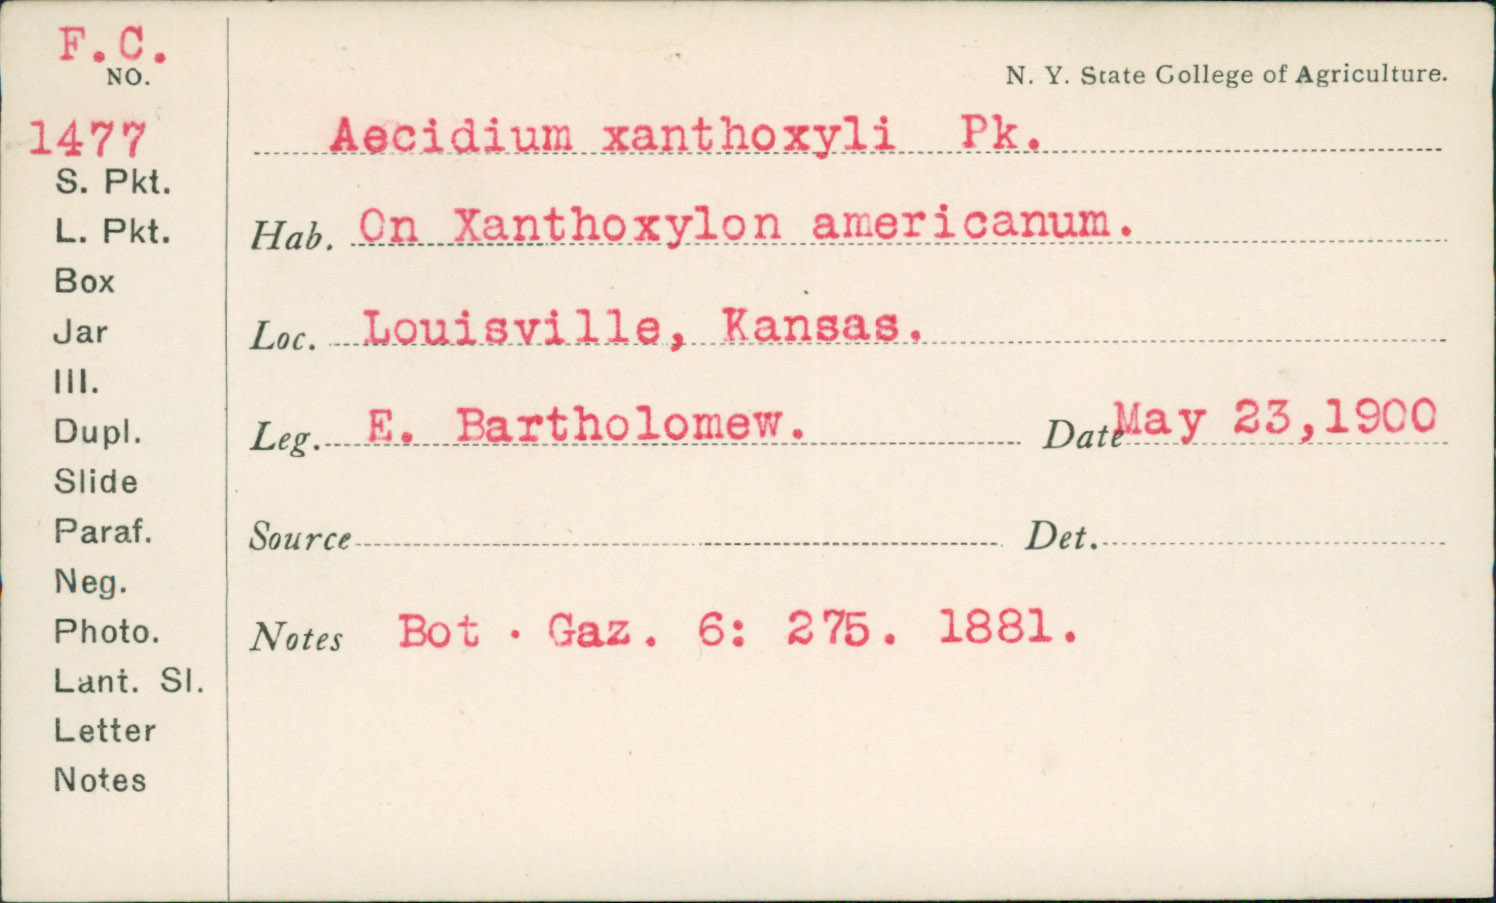 F.C.
NO.
1477
S. Pkt.
L. Pkt.
Box
Jar
Ill.
Dupl.
Slide
Paraf.
Neg.
Photo.
Lant. Sl.
Letter
Notes
N. Y. State College of Agriculture.
Aecidium xanthoxyli Pk.
Hab. On Xanthoxylon americanum.
Loc. Louisville, Kansas.
Leg. E. Bartholomew. Date May 23,1900
Source Det.
Notes Bot . Gaz. 6: 275. 1881.